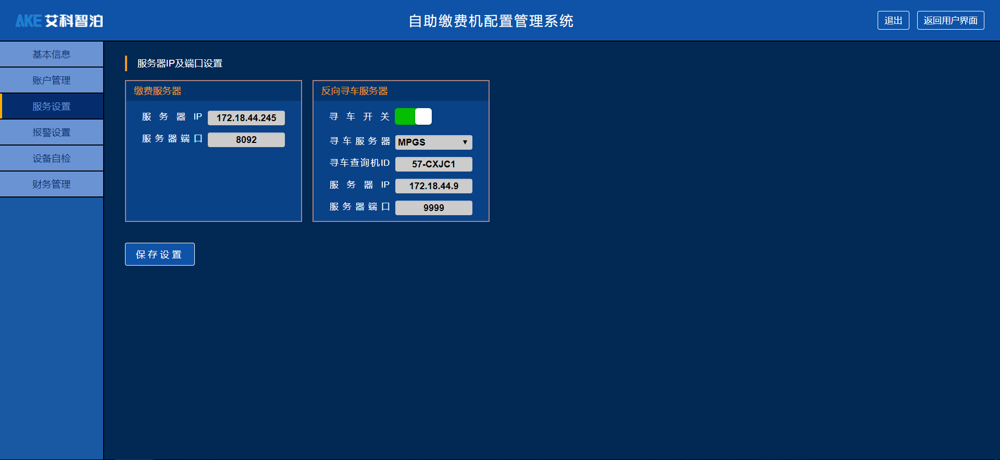 AKE 艾科智泊
自助缴费机配置管理系统
退出
返回用户界面
基本信息
账户管理
服务设置
报警设置
设备自检
财务管理
服务器IP及端口设置
缴费服务器
服务器IP 172.18.44.245
服务器端口 8092
反向寻车服务器
寻车开关
寻车服务器 MPGS
寻车查询机ID 57-CXJC1
服务器IP 172.18.44.9
服务器端口 9999
保存设置